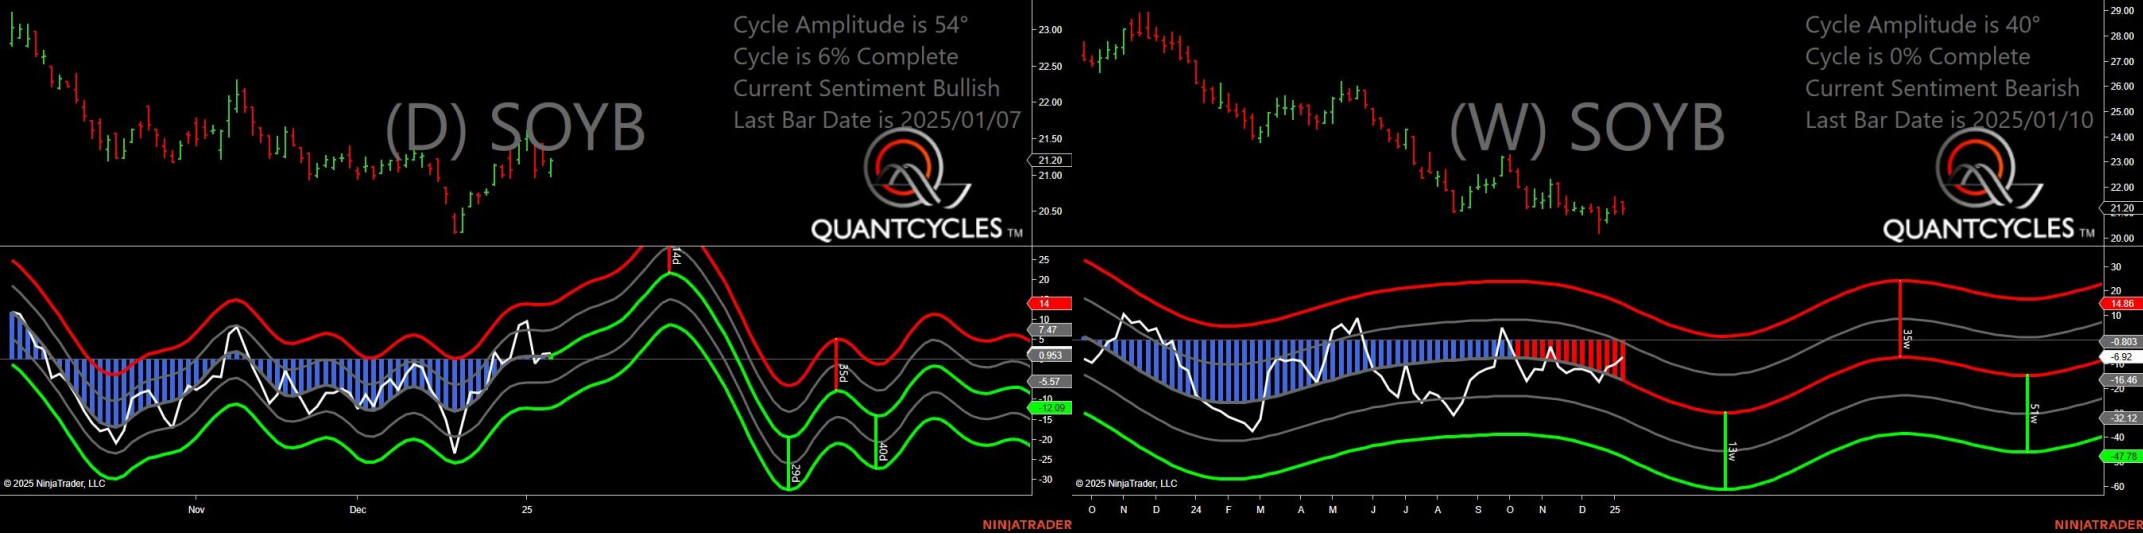 Cycle Amplitude is 54°
Cycle is 6% Complete
Current Sentiment Bullish
Last Bar Date is 2025/01/07
(D) SOYB
QUANTCYCLES TM
23.00
22.50
22.00
21.50
21.20
21.00
20.50
25
20
14
10
7.47
5
0.953
-5.57
-10
-12.09
-15
-20
-25
-30
14d
29d
35d
40d
© 2025 NinjaTrader, LLC
Nov
Dec
25
NINJATRADER
Cycle Amplitude is 40°
Cycle is 0% Complete
Current Sentiment Bearish
Last Bar Date is 2025/01/10
(W) SOYB
QUANTCYCLES TM
29.00
28.00
27.00
26.00
25.00
24.00
23.00
22.00
21.20
20.00
30
20
14.86
10
-0.803
-6.92
-10
-16.46
-20
-32.12
-40
-47.78
-60
13w
35w
51w
© 2025 NinjaTrader, LLC
O N D 24 F M A M J J A S O N D 25
NINJATRADER